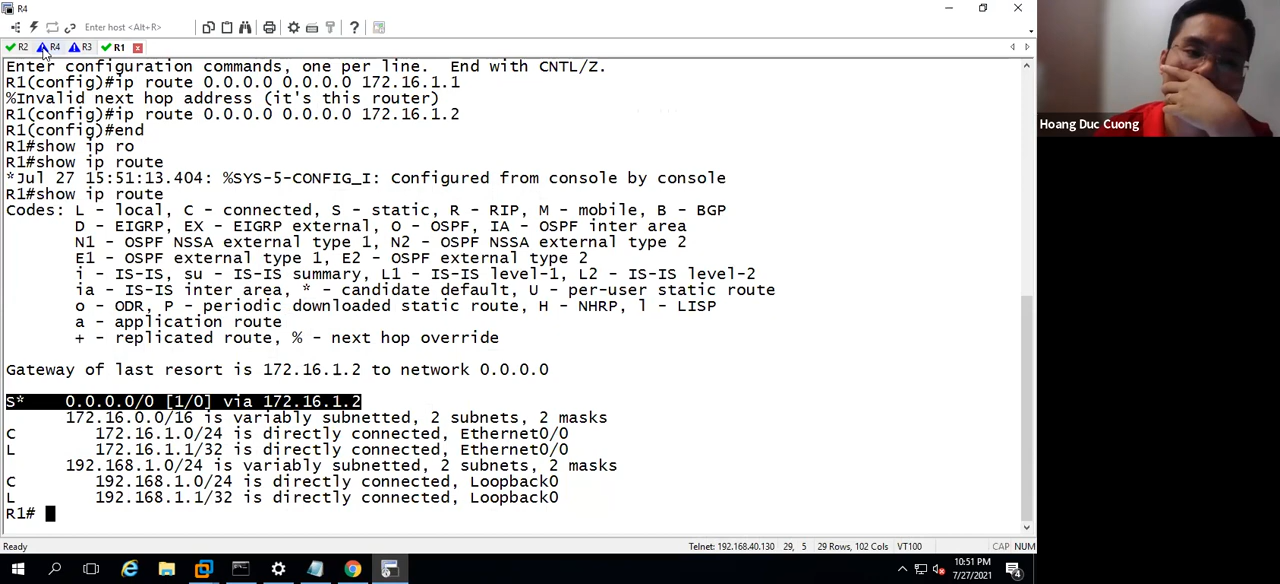 R4
Enter host <Alt+R>
R2 R4 R3 R1
Enter configuration commands, one per line.  End with CNTL/Z.
R1(config)#ip route 0.0.0.0 0.0.0.0 172.16.1.1
%Invalid next hop address (it's this router)
R1(config)#ip route 0.0.0.0 0.0.0.0 172.16.1.2
R1(config)#end
R1#show ip ro
R1#show ip route
*Jul 27 15:51:13.404: %SYS-5-CONFIG_I: Configured from console by console
R1#show ip route
Codes: L - local, C - connected, S - static, R - RIP, M - mobile, B - BGP
       D - EIGRP, EX - EIGRP external, O - OSPF, IA - OSPF inter area
       N1 - OSPF NSSA external type 1, N2 - OSPF NSSA external type 2
       E1 - OSPF external type 1, E2 - OSPF external type 2
       i - IS-IS, su - IS-IS summary, L1 - IS-IS level-1, L2 - IS-IS level-2
       ia - IS-IS inter area, * - candidate default, U - per-user static route
       o - ODR, P - periodic downloaded static route, H - NHRP, l - LISP
       a - application route
       + - replicated route, % - next hop override
Gateway of last resort is 172.16.1.2 to network 0.0.0.0
S*    0.0.0.0/0 [1/0] via 172.16.1.2
      172.16.0.0/16 is variably subnetted, 2 subnets, 2 masks
C        172.16.1.0/24 is directly connected, Ethernet0/0
L        172.16.1.1/32 is directly connected, Ethernet0/0
      192.168.1.0/24 is variably subnetted, 2 subnets, 2 masks
C        192.168.1.0/24 is directly connected, Loopback0
L        192.168.1.1/32 is directly connected, Loopback0
R1#
Ready
Telnet: 192.168.40.130 29, 5 29 Rows, 102 Cols VT100 CAP NUM
10:51 PM
7/27/2021
4
Hoang Duc Cuong